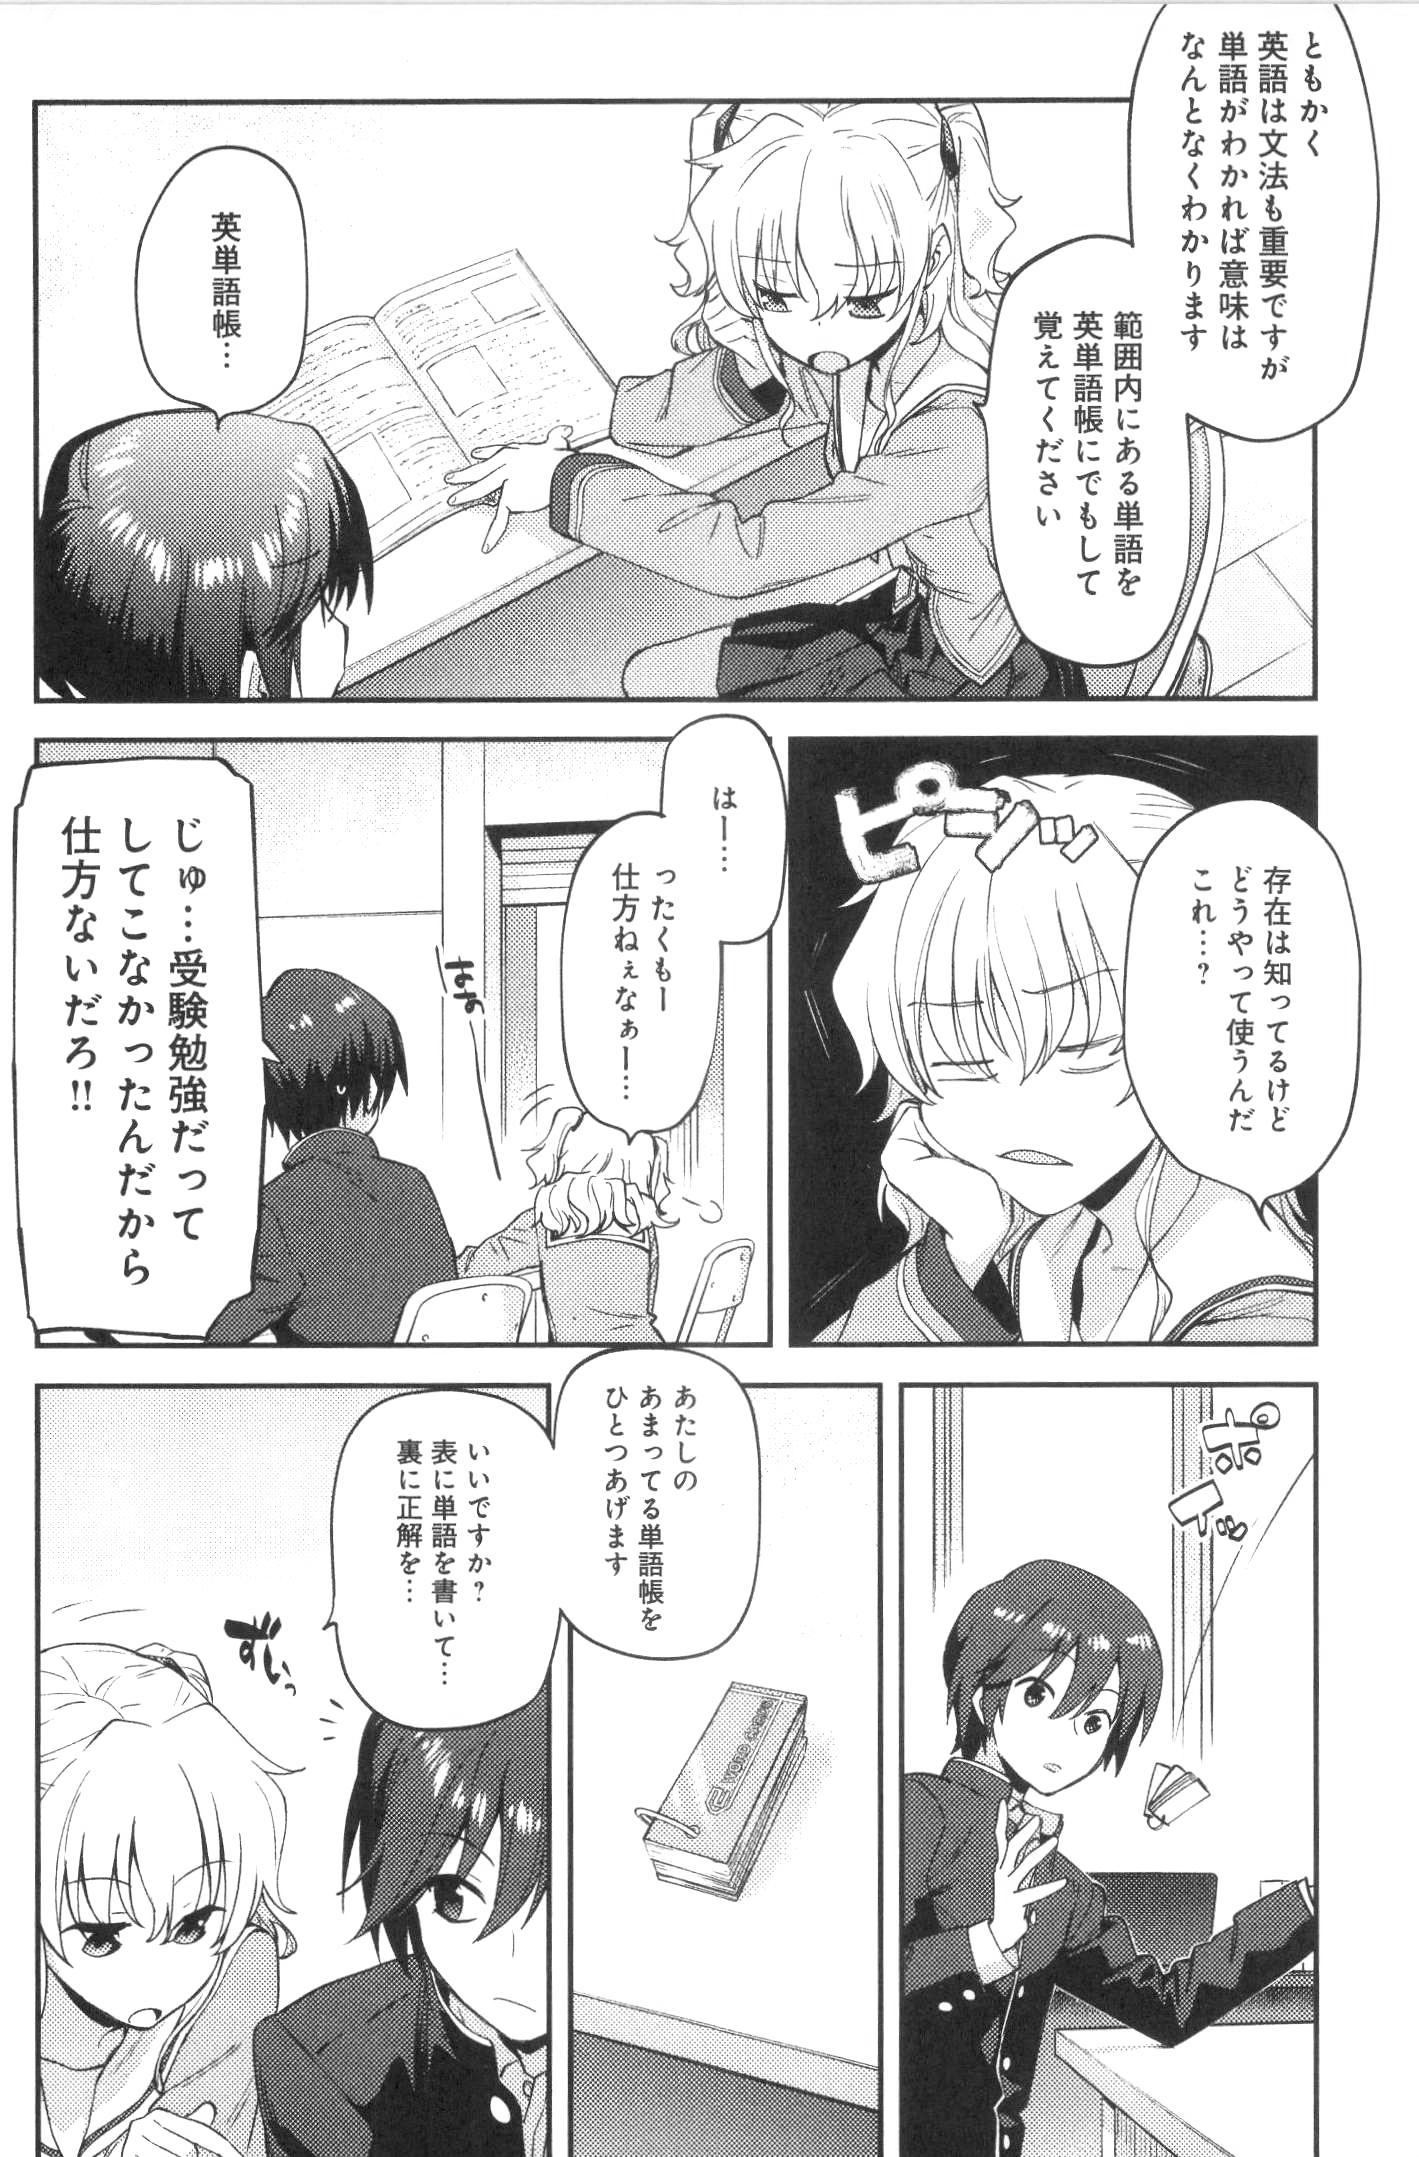 ともかく
英語は文法も重要ですが
単語がわかれば意味は
なんとなくわかります
範囲内にある単語を
英単語帳にでもして
覚えてください
英単語帳…
存在は知ってるけど
どうやって使うんだ
これ…?
ピシッ
はー…
ったくもー
仕方ねぇなぁー…
はぁぁ
じゅ…受験勉強だって
してこなかったんだから
仕方ないだろ!!
ポイッ
あたしの
あまってる単語帳を
ひとつあげます
WORD CARDS
いいですか?
表に単語を書いて…
裏に正解を…
ずいっ